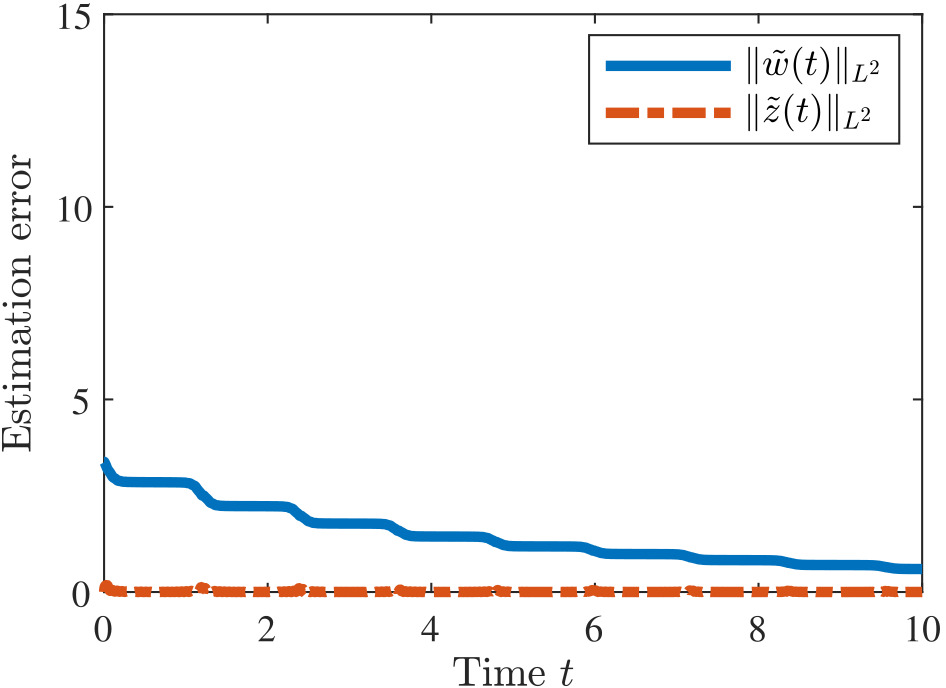 15
10
5
0
Estimation error
‖w̃(t)‖_{L²}
‖z̃(t)‖_{L²}
0 2 4 6 8 10
Time t